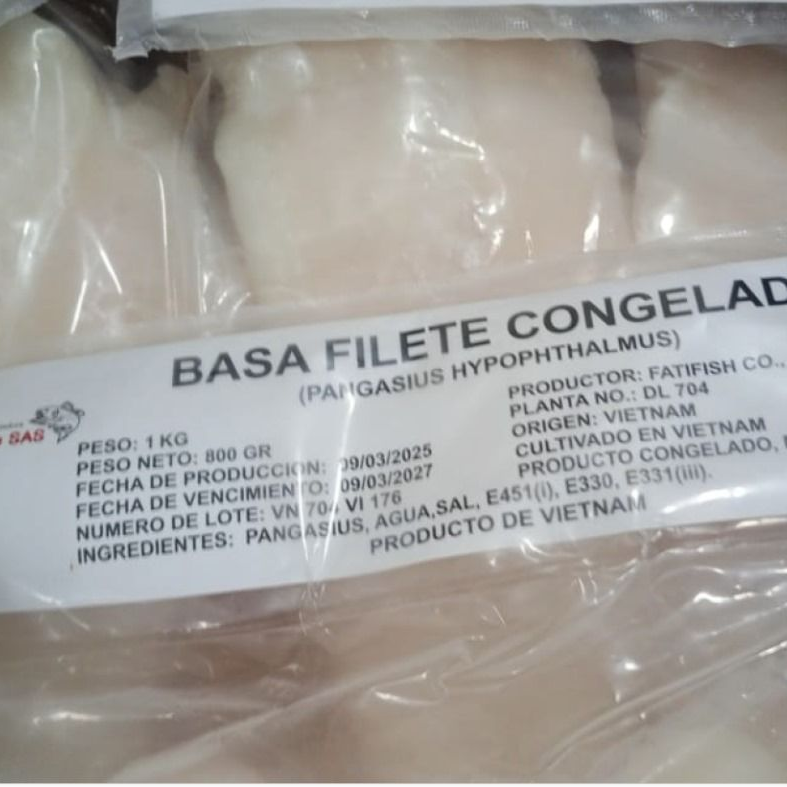 BASA FILETE CONGELAD
(PANGASIUS HYPOPHTHALMUS)
SAS
PESO: 1 KG
PESO NETO: 800 GR
FECHA DE PRODUCCION: 09/03/2025
FECHA DE VENCIMIENTO: 09/03/2027
NUMERO DE LOTE: VN 704 VI 176
INGREDIENTES: PANGASIUS, AGUA,SAL, E451(i), E330, E331(iii).
PRODUCTOR: FATIFISH CO.,
PLANTA NO.: DL 704
ORIGEN: VIETNAM
CULTIVADO EN VIETNAM
PRODUCTO CONGELADO,
PRODUCTO DE VIETNAM